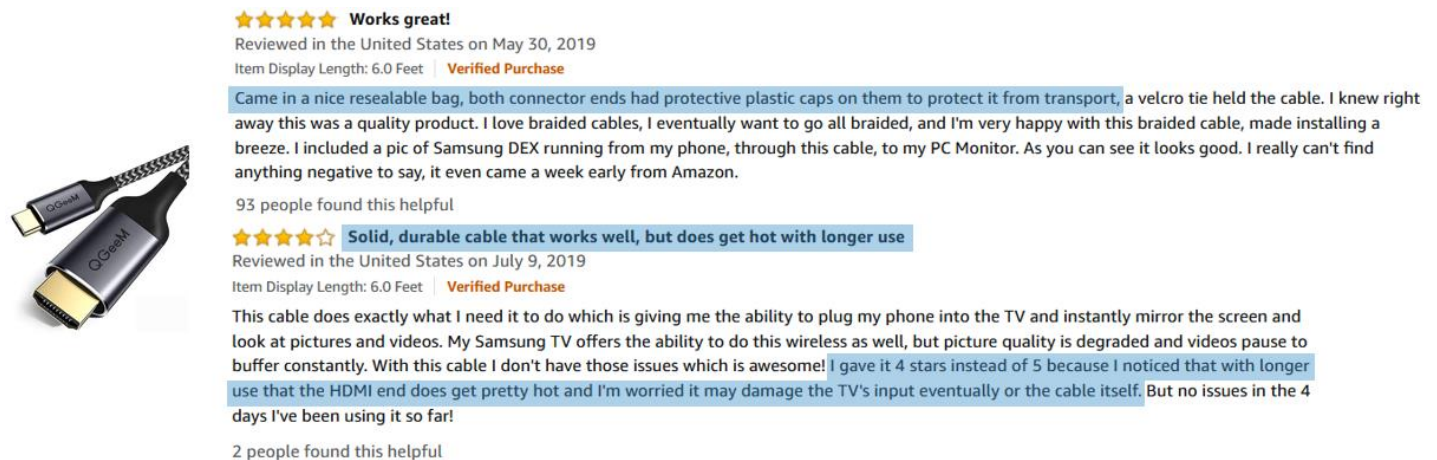 Works great!
Reviewed in the United States on May 30, 2019
Item Display Length: 6.0 Feet Verified Purchase
Came in a nice resealable bag, both connector ends had protective plastic caps on them to protect it from transport, a velcro tie held the cable. I knew right
away this was a quality product. I love braided cables, I eventually want to go all braided, and I'm very happy with this braided cable, made installing a
breeze. I included a pic of Samsung DEX running from my phone, through this cable, to my PC Monitor. As you can see it looks good. I really can't find
anything negative to say, it even came a week early from Amazon.
93 people found this helpful
QGeeM
QGeeM
Solid, durable cable that works well, but does get hot with longer use
Reviewed in the United States on July 9, 2019
Item Display Length: 6.0 Feet Verified Purchase
This cable does exactly what I need it to do which is giving me the ability to plug my phone into the TV and instantly mirror the screen and
look at pictures and videos. My Samsung TV offers the ability to do this wireless as well, but picture quality is degraded and videos pause to
buffer constantly. With this cable I don't have those issues which is awesome! I gave it 4 stars instead of 5 because I noticed that with longer
use that the HDMI end does get pretty hot and I'm worried it may damage the TV's input eventually or the cable itself. But no issues in the 4
days I've been using it so far!
2 people found this helpful